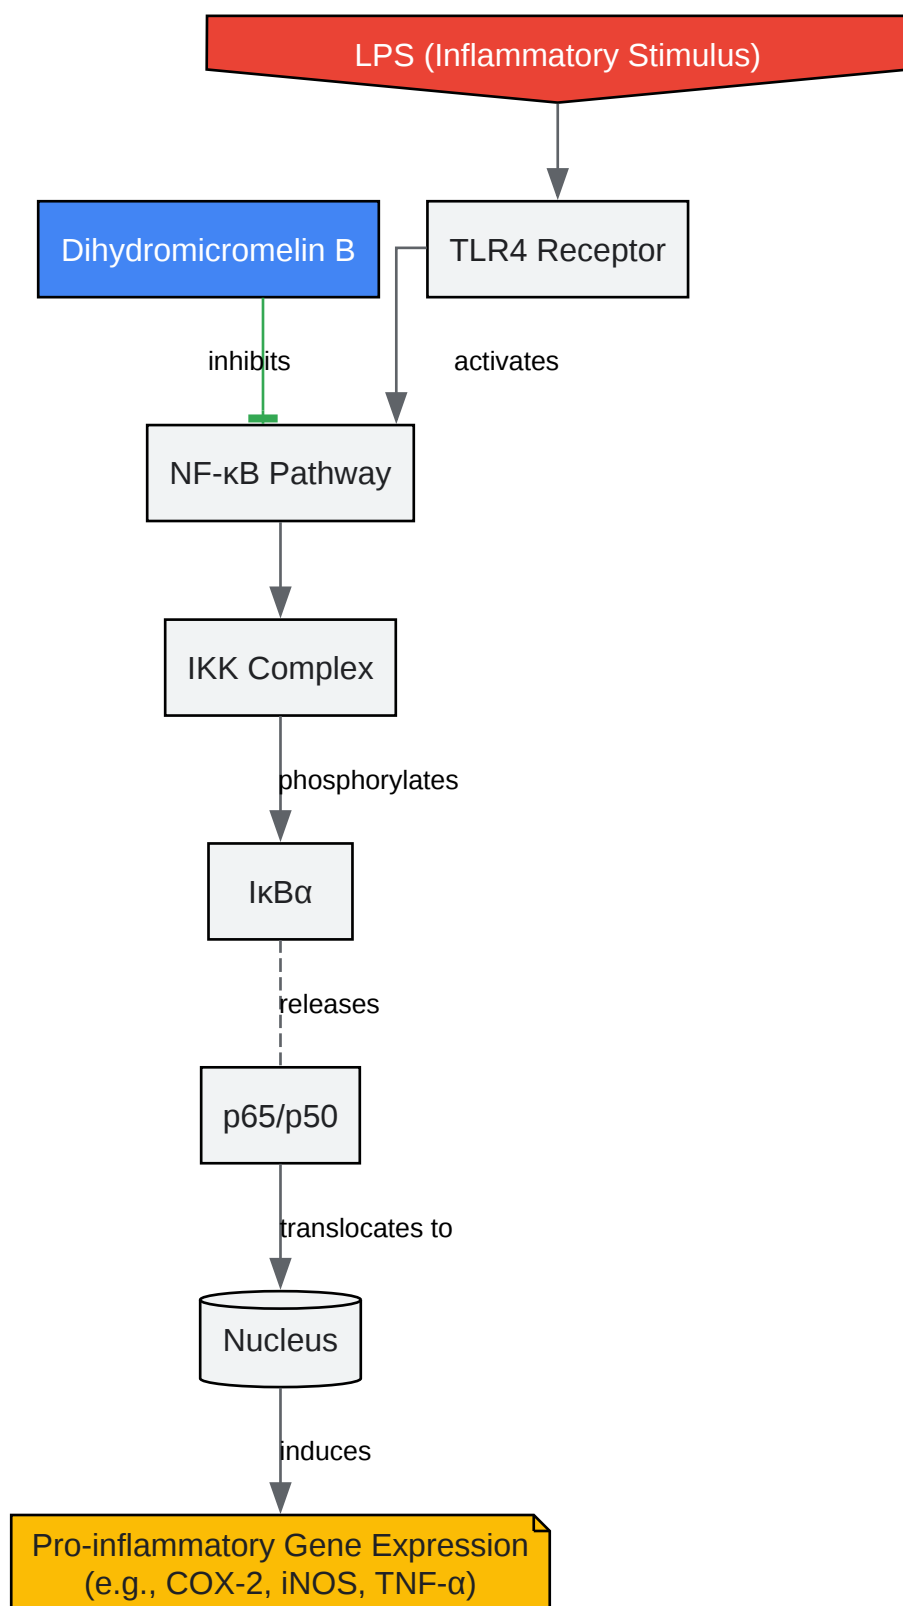 LPS (Inflammatory Stimulus)
Dihydromicromelin B
TLR4 Receptor
inhibits
activates
NF-κB Pathway
IKK Complex
phosphorylates
IκBα
releases
p65/p50
translocates to
Nucleus
induces
Pro-inflammatory Gene Expression
(e.g., COX-2, iNOS, TNF-α)